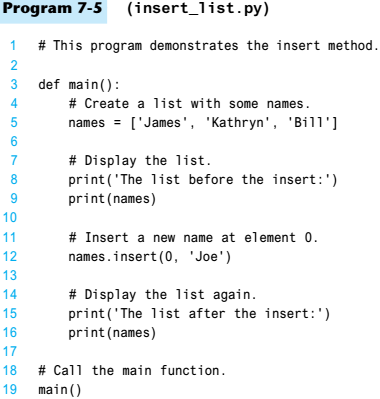 Program 7-5 (insert_list.py)
1 # This program demonstrates the insert method.
2
3 def main():
4     # Create a list with some names.
5     names = ['James', 'Kathryn', 'Bill']
6
7     # Display the list.
8     print('The list before the insert:')
9     print(names)
10
11     # Insert a new name at element 0.
12     names.insert(0, 'Joe')
13
14     # Display the list again.
15     print('The list after the insert:')
16     print(names)
17
18 # Call the main function.
19 main()